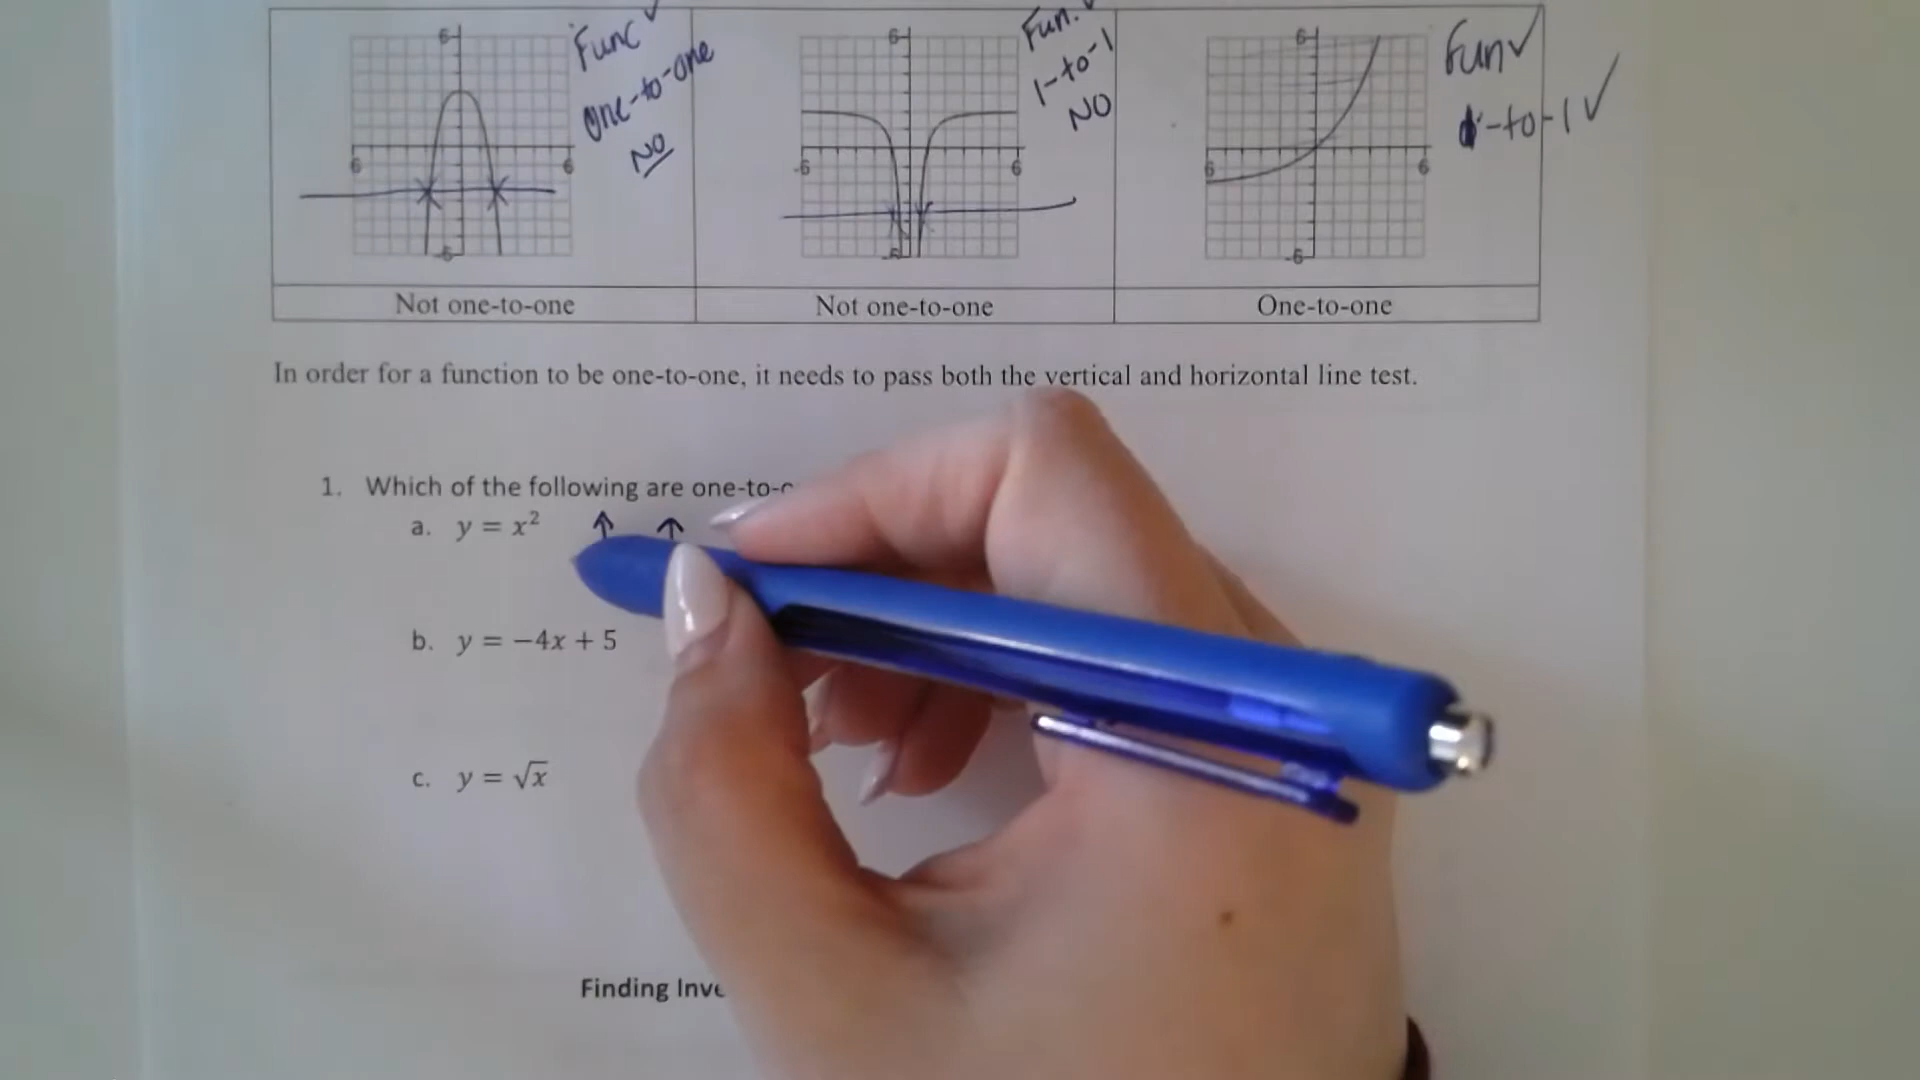 6
Func ✓
one-to-one
NO
6
6
-6
6
Fun. ✓
1-to-1
NO
-6
6
6
Fun ✓
1-to-1 ✓
6
6
-6
Not one-to-one
Not one-to-one
One-to-one
In order for a function to be one-to-one, it needs to pass both the vertical and horizontal line test.
1. Which of the following are one-to-
a. y = x²
b. y = −4x + 5
c. y = √x
Finding